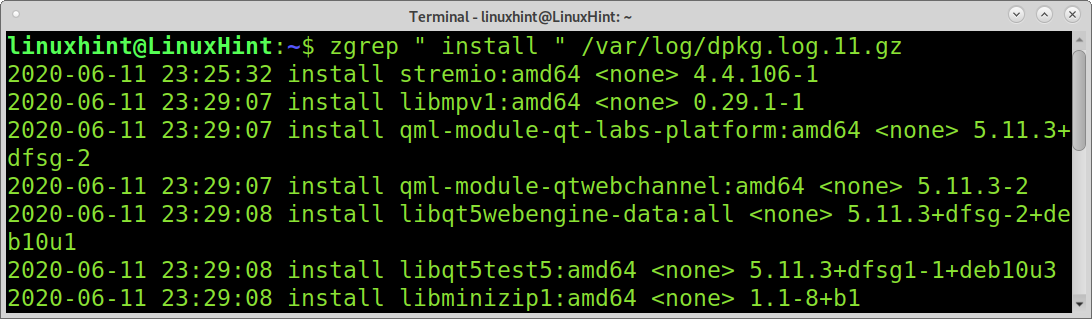 Terminal - linuxhint@LinuxHint: ~
linuxhint@LinuxHint:~$ zgrep " install " /var/log/dpkg.log.11.gz
2020-06-11 23:25:32 install stremio:amd64 <none> 4.4.106-1
2020-06-11 23:29:07 install libmpv1:amd64 <none> 0.29.1-1
2020-06-11 23:29:07 install qml-module-qt-labs-platform:amd64 <none> 5.11.3+
dfsg-2
2020-06-11 23:29:07 install qml-module-qtwebchannel:amd64 <none> 5.11.3-2
2020-06-11 23:29:08 install libqt5webengine-data:all <none> 5.11.3+dfsg-2+de
b10u1
2020-06-11 23:29:08 install libqt5test5:amd64 <none> 5.11.3+dfsg1-1+deb10u3
2020-06-11 23:29:08 install libminizip1:amd64 <none> 1.1-8+b1